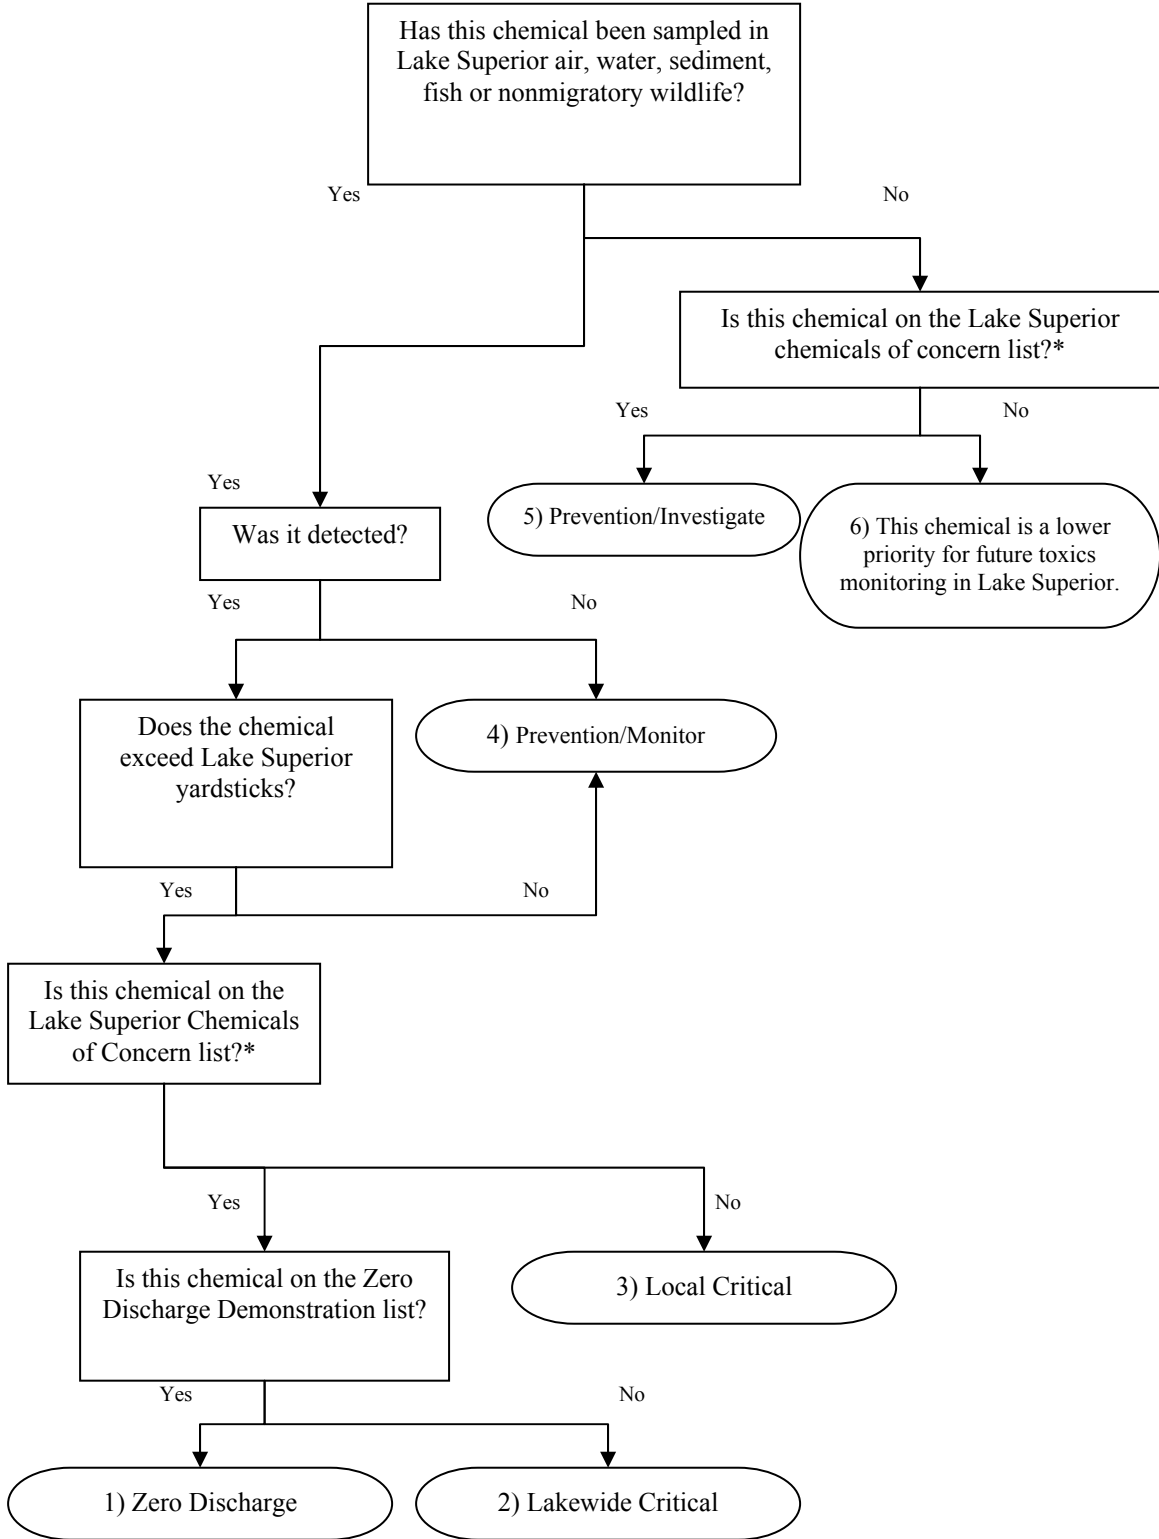 Has this chemical been sampled in
Lake Superior air, water, sediment,
fish or nonmigratory wildlife?
Yes
No
Is this chemical on the Lake Superior
chemicals of concern list?*
Yes
No
5) Prevention/Investigate
6) This chemical is a lower
priority for future toxics
monitoring in Lake Superior.
Yes
Was it detected?
Yes
No
Does the chemical
exceed Lake Superior
yardsticks?
4) Prevention/Monitor
Yes
No
Is this chemical on the
Lake Superior Chemicals
of Concern list?*
Yes
No
Is this chemical on the Zero
Discharge Demonstration list?
3) Local Critical
Yes
No
1) Zero Discharge
2) Lakewide Critical